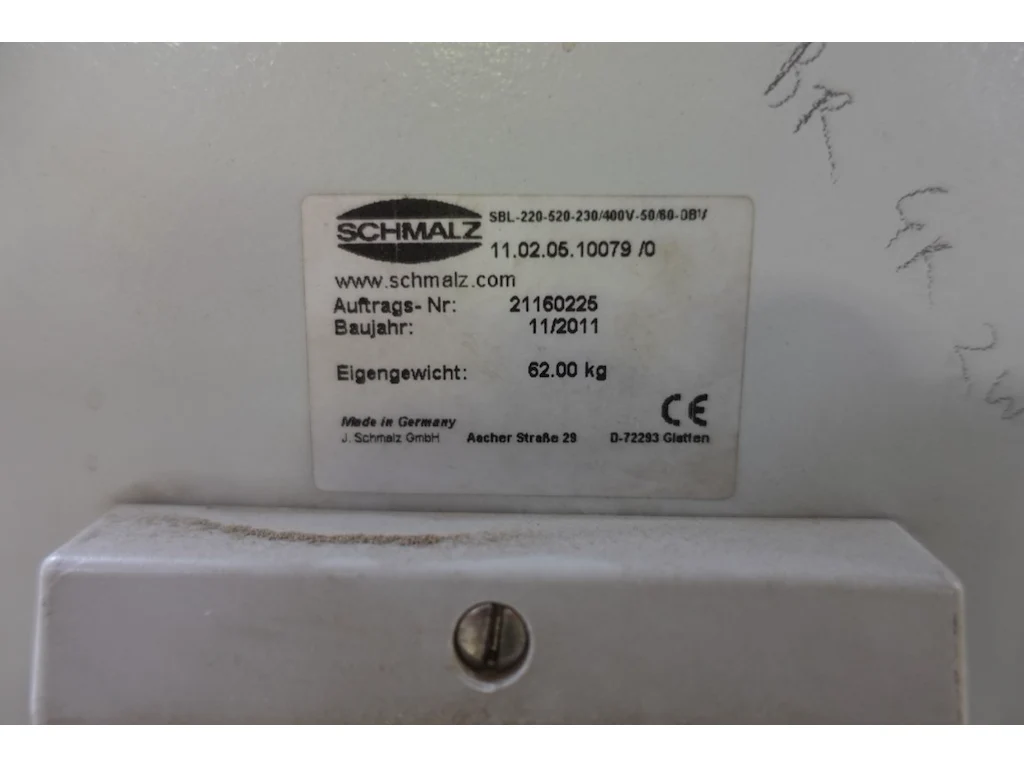 SCHMALZ
SBL-220-520-230/400V-50/60-DBV
11.02.05.10079 /0
www.schmalz.com
Auftrags- Nr: 21160225
Baujahr: 11/2011
Eigengewicht: 62.00 kg
CE
Made in Germany
J. Schmalz GmbH Aacher Straße 29 D-72293 Glatten